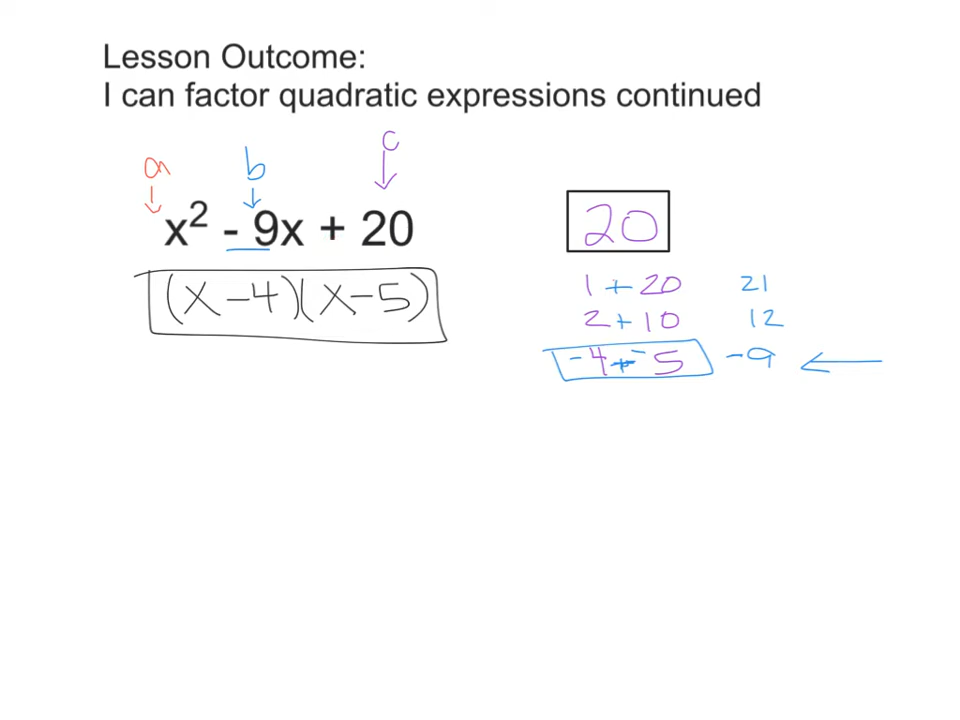 Lesson Outcome:
I can factor quadratic expressions continued
a b c
x² - 9x + 20
(x - 4)(x - 5)
20
1 + 20 21
2 + 10 12
-4 + -5 -9